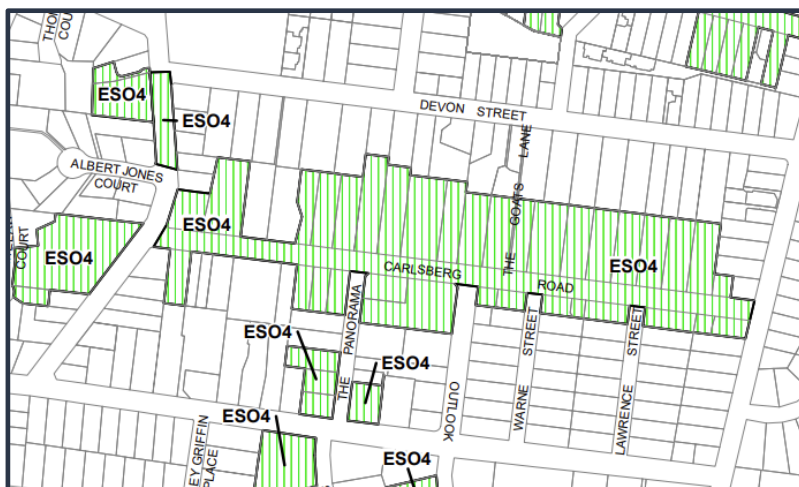 THO
COU
ESO4
ESO4
DEVON STREET
ALBERT JONES
COURT
THE GOATS LANE
ESO4
ESO4
COURT
CARLSBERG ROAD
ESO4
THE PANORAMA
ESO4
ESO4
OUTLOOK
WARNE STREET
LAWRENCE STREET
ESO4
EY GRIFFIN
PLACE
ESO4